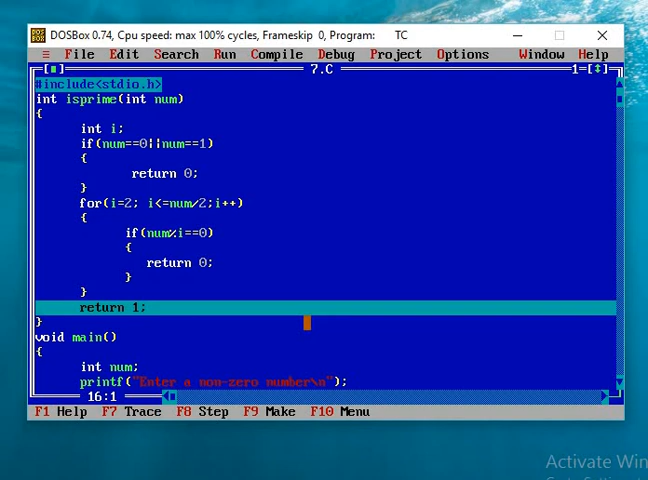 DOSBox 0.74, Cpu speed: max 100% cycles, Frameskip 0, Program: TC
≡ File Edit Search Run Compile Debug Project Options Window Help
[■] 7.C 1=[↕]
#include<stdio.h>
int isprime(int num)
{
int i;
if(num==0||num==1)
{
return 0;
}
for(i=2; i<=num/2;i++)
{
if(num%i==0)
{
return 0;
}
}
return 1;
}
void main()
{
int num;
printf("Enter a non-zero number\n");
16:1
F1 Help F7 Trace F8 Step F9 Make F10 Menu
Activate Win